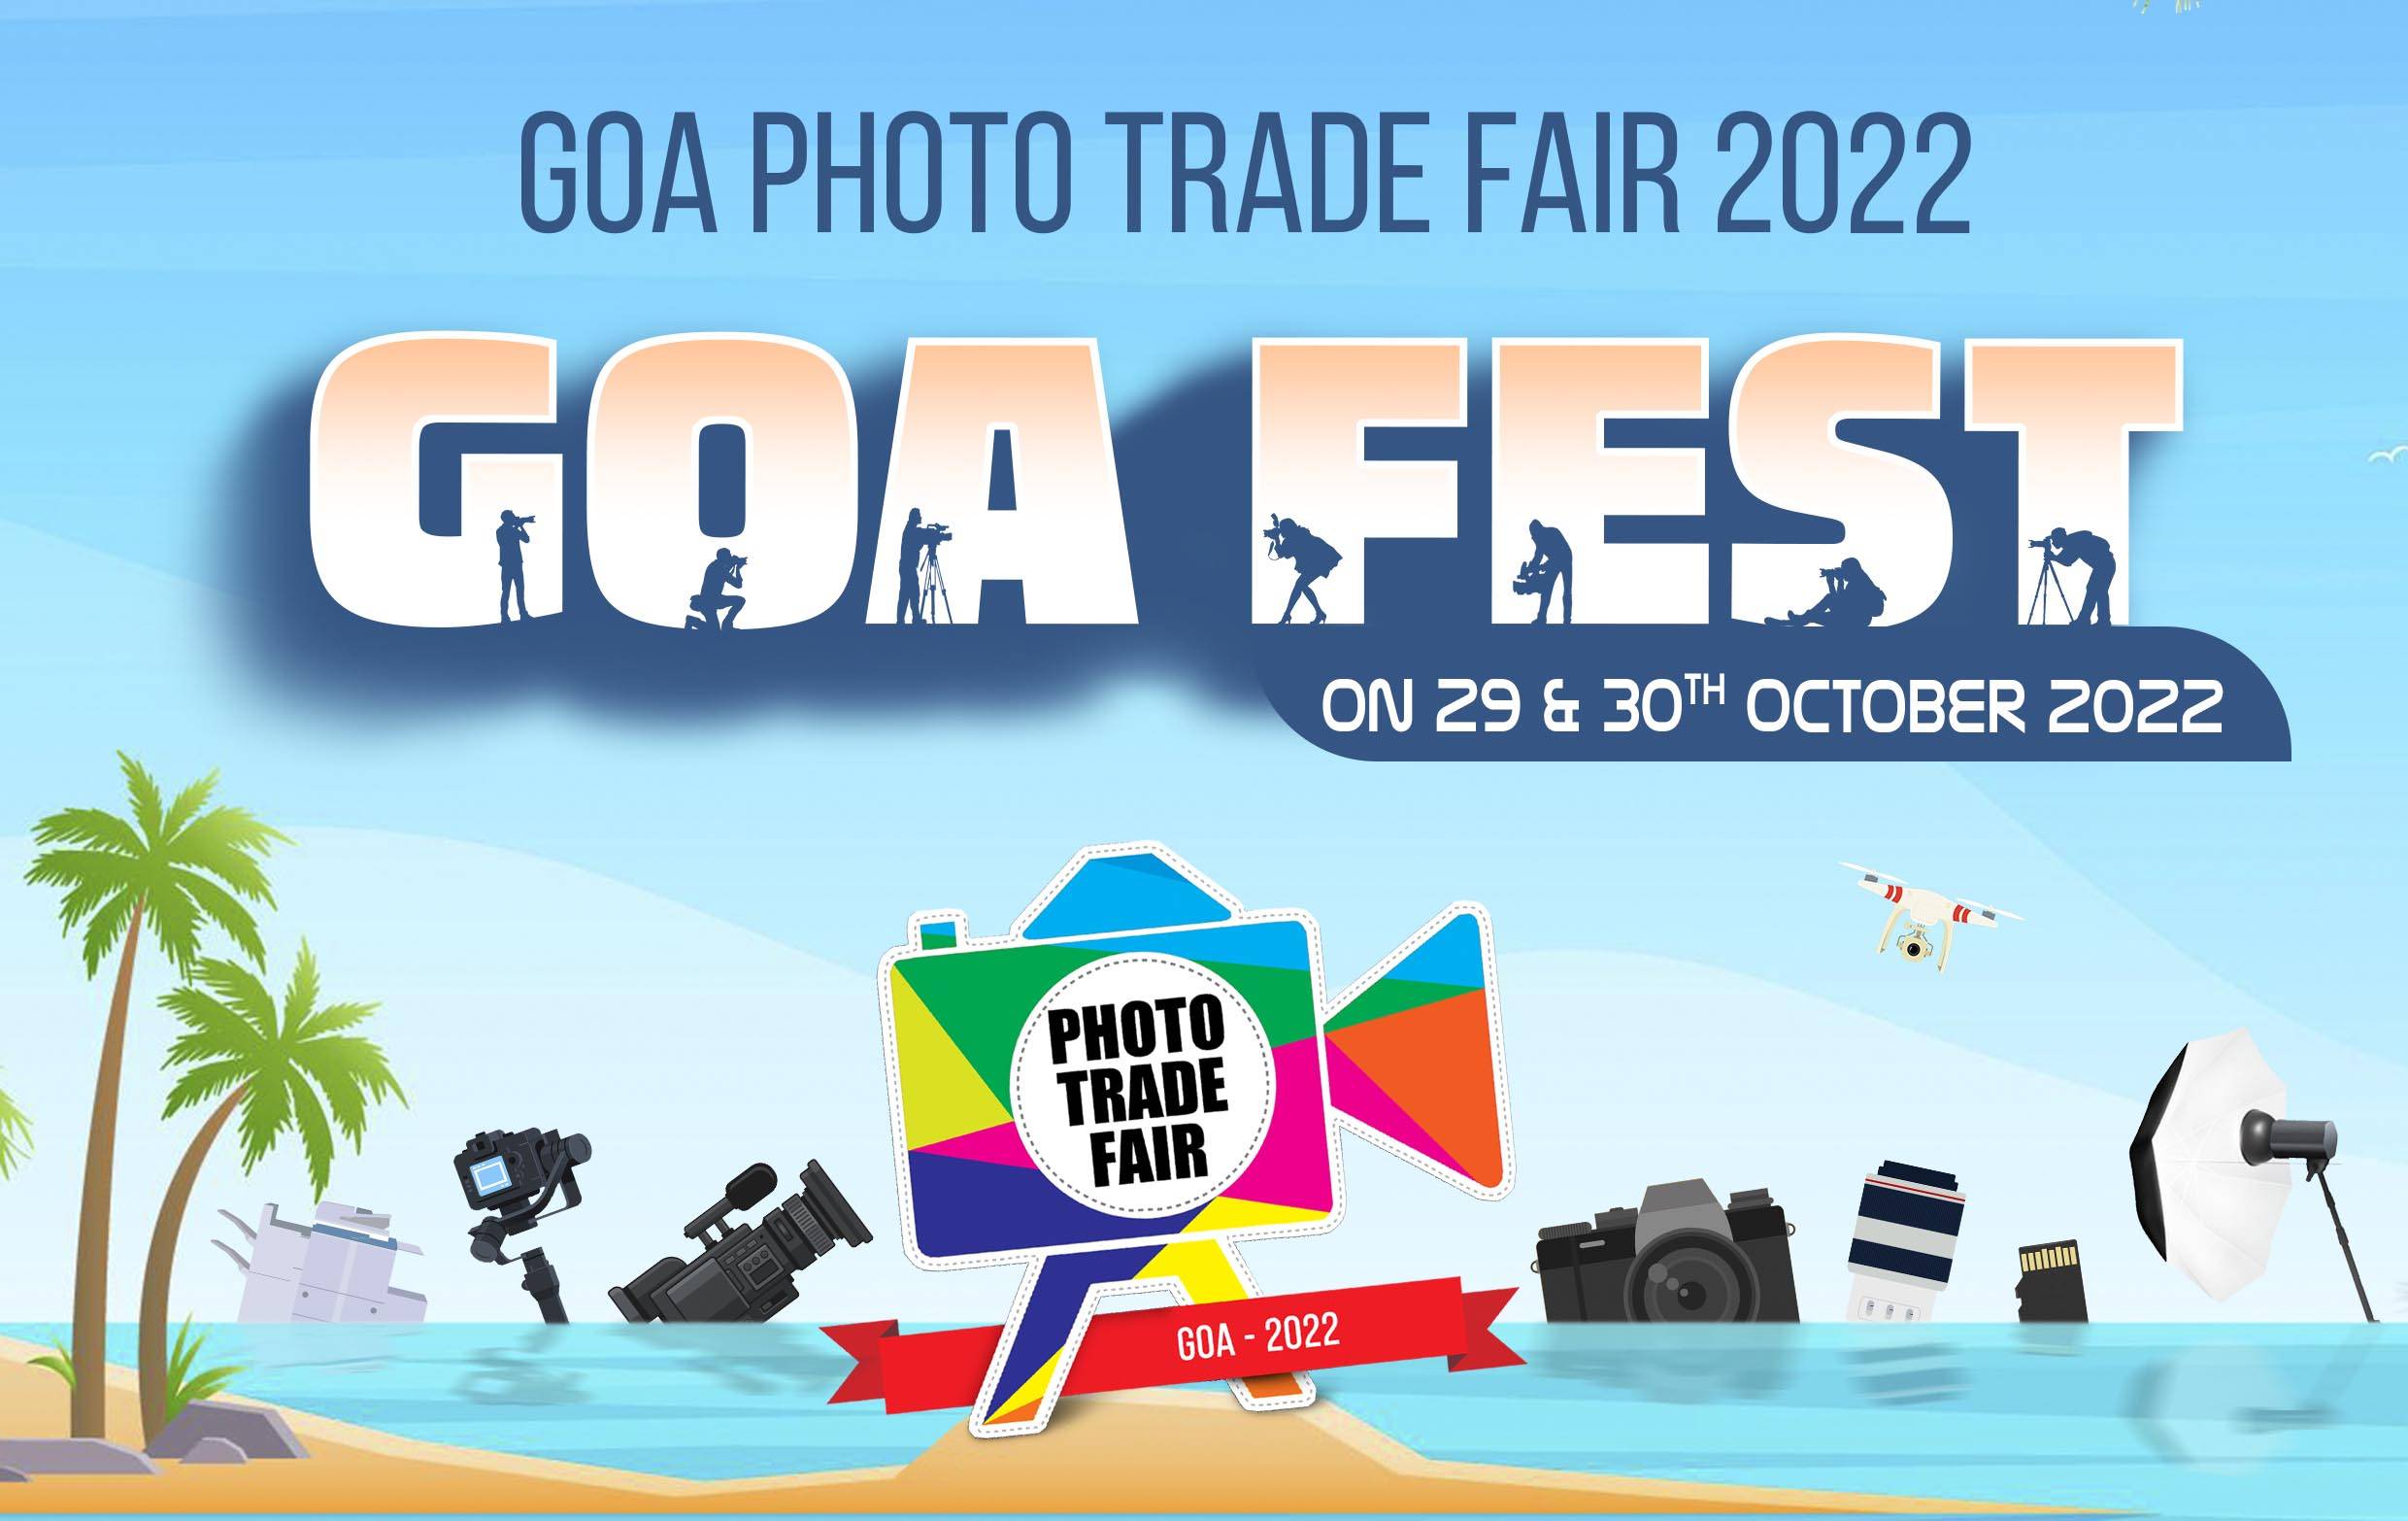 GOA PHOTO TRADE FAIR 2022
GOA FEST
ON 29 & 30TH OCTOBER 2022
PHOTO
TRADE
FAIR
GOA - 2022